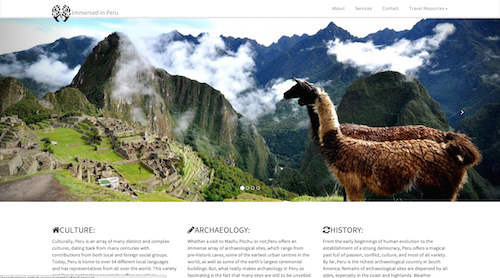 Immersed in Peru
About Services Contact Travel Resources
CULTURE:
Culturally, Peru is an array of many distinct and complex
cultures, dating back from many centuries with
contributions from both local and foreign social groups.
Today, Peru is home to over 54 different local languages
and has representatives from all over the world. This variety
ARCHAEOLOGY:
Whether a visit to Machu Picchu or not,Peru offers an
immense array of archaeological sites, which range from
pre-historic caves, some of the earliest urban centres in the
world, as well as some of the earth's largest ceremonial
buildings. But, what really makes archaeology in Peru so
fascinating is the fact that many sites are still to be unveiled.
HISTORY:
From the early beginnings of human evolution to the
establishment of a strong democracy, Peru offers a magical
past full of passion, conflict, culture, and most of all variety.
By far, Peru is the richest archaeological country in South
America. Remains of archaeological sites are dispersed by all
sides, especially in the coast and highlands. Weather